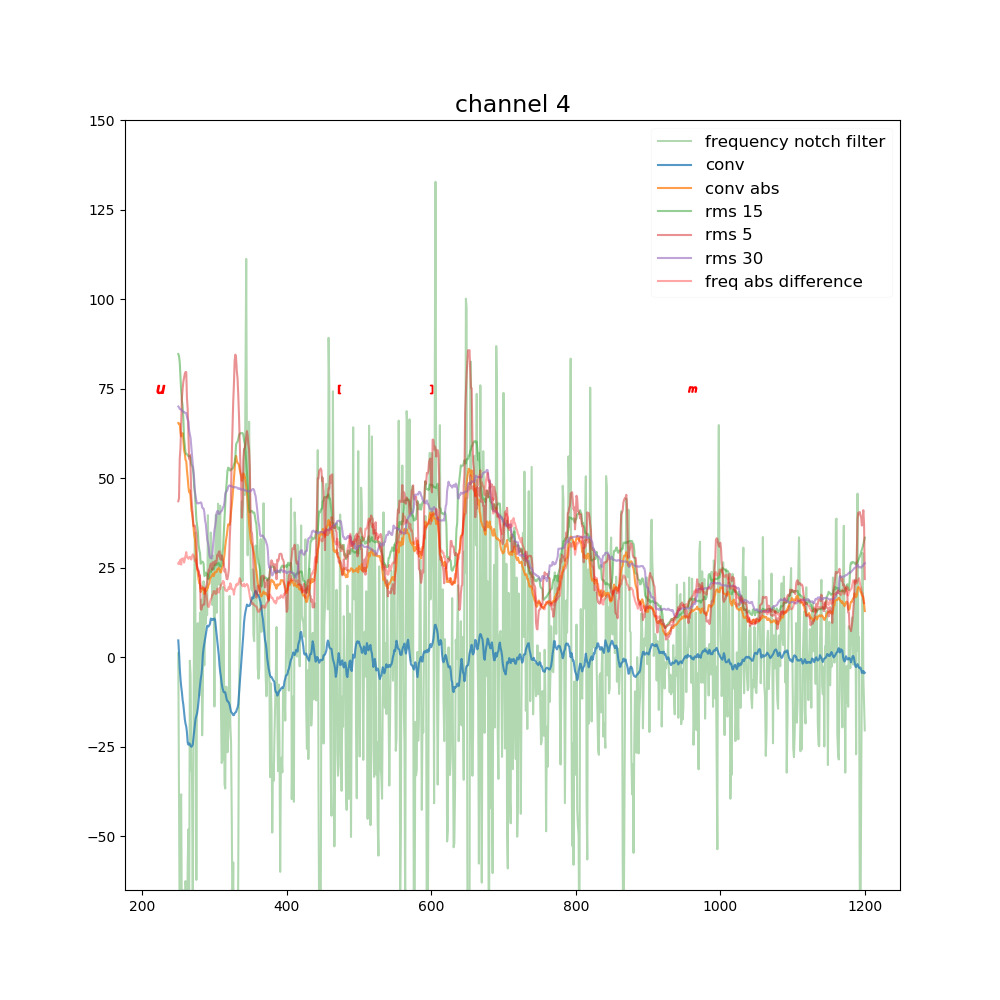 channel 4
150
125
100
75
50
25
0
−25
−50
frequency notch filter
conv
conv abs
rms 15
rms 5
rms 30
freq abs difference
u [ ] m
200 400 600 800 1000 1200